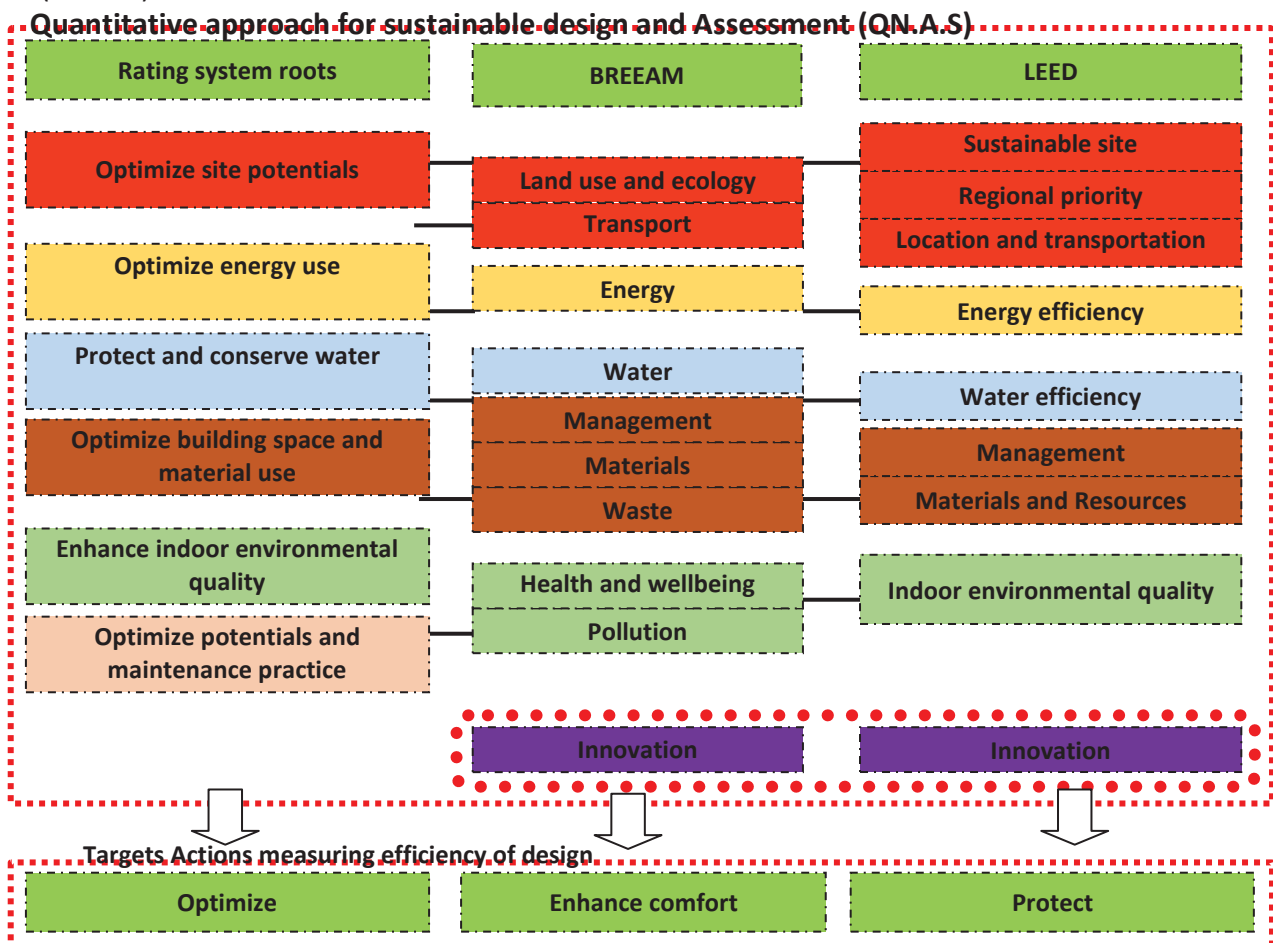 Quantitative approach for sustainable design and Assessment (QN.A.S)
Rating system roots
BREEAM
LEED
Optimize site potentials
Land use and ecology
Transport
Sustainable site
Regional priority
Location and transportation
Optimize energy use
Energy
Energy efficiency
Protect and conserve water
Water
Water efficiency
Optimize building space and
material use
Management
Materials
Waste
Management
Materials and Resources
Enhance indoor environmental
quality
Health and wellbeing
Pollution
Indoor environmental quality
Optimize potentials and
maintenance practice
Innovation
Innovation
Targets Actions measuring efficiency of design
Optimize
Enhance comfort
Protect